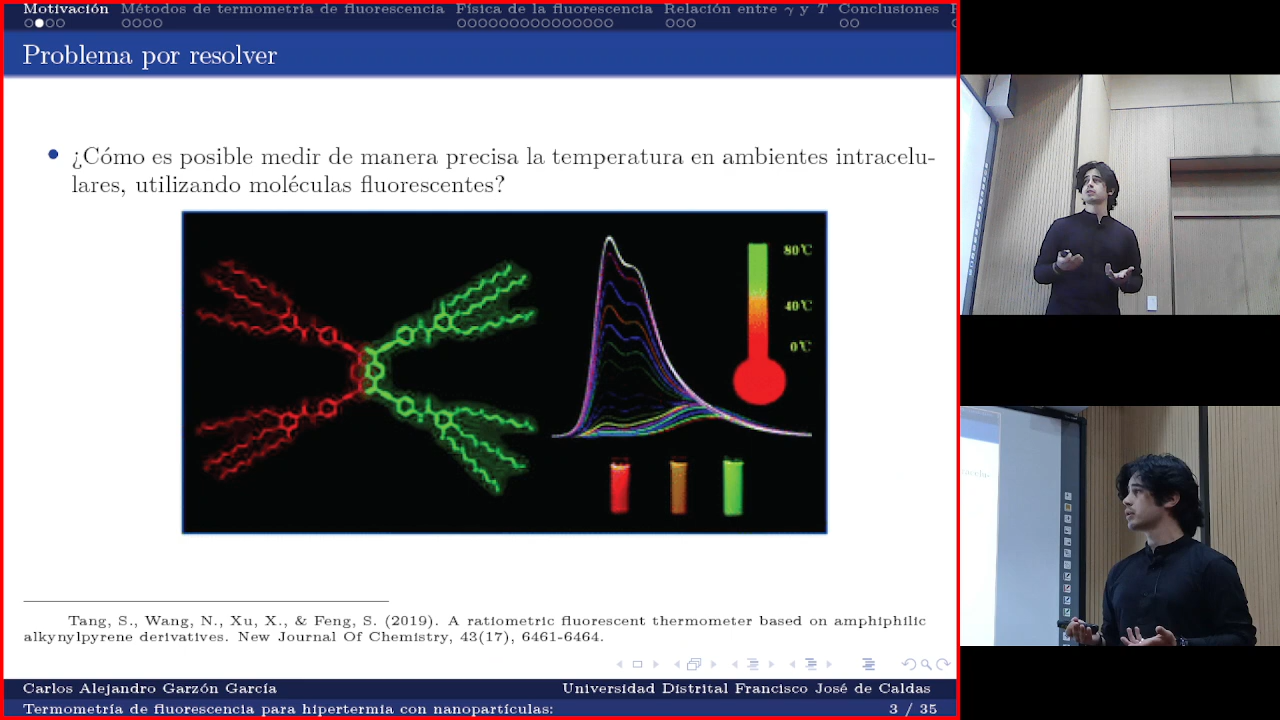 Motivación Métodos de termometría de fluorescencia Física de la fluorescencia Relación entre γ y T Conclusiones
Problema por resolver
¿Cómo es posible medir de manera precisa la temperatura en ambientes intracelu-
lares, utilizando moléculas fluorescentes?
80℃
40℃
0℃
Tang, S., Wang, N., Xu, X., & Feng, S. (2019). A ratiometric fluorescent thermometer based on amphiphilic
alkynylpyrene derivatives. New Journal Of Chemistry, 43(17), 6461-6464.
Carlos Alejandro Garzón García Universidad Distrital Francisco José de Caldas
Termometría de fluorescencia para hipertermia con nanopartículas: 3 / 35